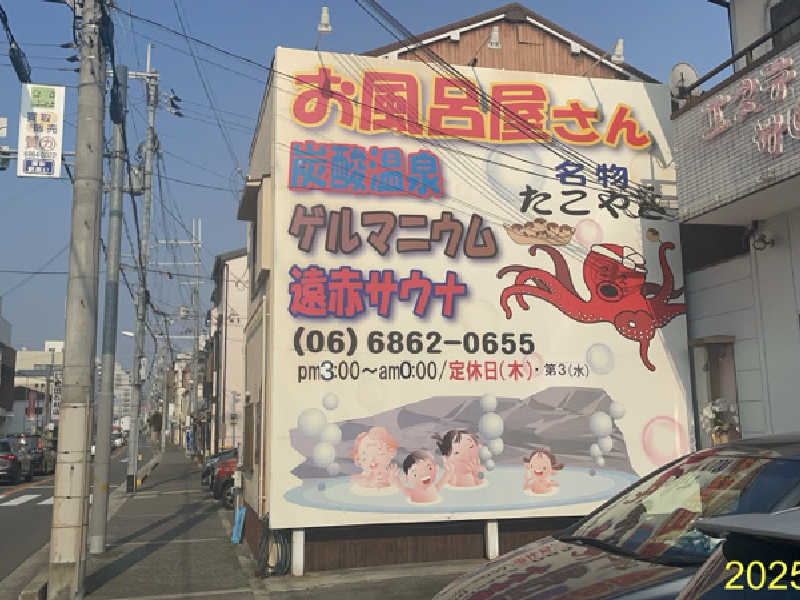 お風呂屋さん
炭酸温泉
名物
たこやき
ゲルマニウム
遠赤サウナ
(06) 6862-0655
pm3:00～am0:00/定休日(木)・第3(水)
2025